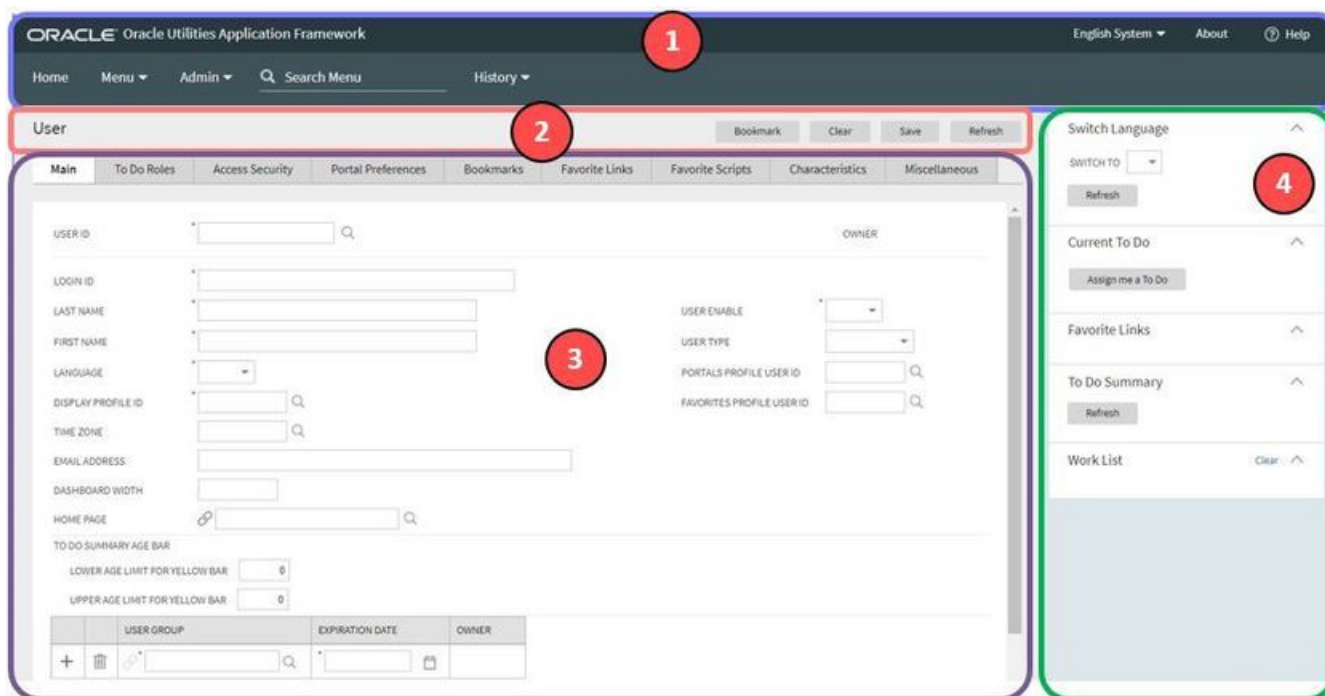 ORACLE Oracle Utilities Application Framework English System About Help
1
Home Menu Admin Search Menu History
User Bookmark Clear Save Refresh
2
Main To Do Roles Access Security Portal Preferences Bookmarks Favorite Links Favorite Scripts Characteristics Miscellaneous
USER ID * OWNER
LOGIN ID *
LAST NAME * USER ENABLE *
FIRST NAME * USER TYPE
3
LANGUAGE * PORTALS PROFILE USER ID
DISPLAY PROFILE ID * FAVORITES PROFILE USER ID
TIME ZONE
EMAIL ADDRESS
DASHBOARD WIDTH
HOME PAGE
TO DO SUMMARY AGE BAR
LOWER AGE LIMIT FOR YELLOW BAR 0
UPPER AGE LIMIT FOR YELLOW BAR 0
USER GROUP EXPIRATION DATE OWNER
+ * *
Switch Language
SWITCH TO
4
Refresh
Current To Do
Assign me a To Do
Favorite Links
To Do Summary
Refresh
Work List Clear